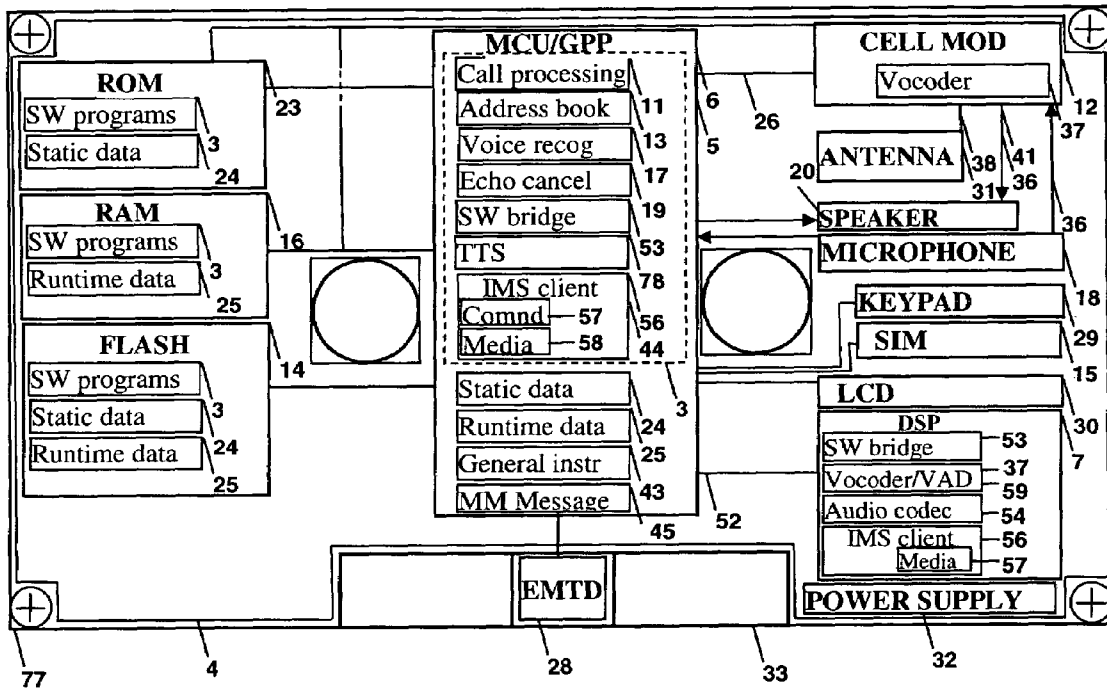 MCU/GPP
Call processing
11
Address book
13
Voice recog
17
Echo cancel
19
SW bridge
53
TTS
78
IMS client
56
Comnd
57
Media
58
44
3
Static data
24
Runtime data
25
General instr
43
MM Message
45
6
5
26
52
ROM
23
SW programs
3
Static data
24
RAM
16
SW programs
3
Runtime data
25
FLASH
14
SW programs
3
Static data
24
Runtime data
25
CELL MOD
12
Vocoder
37
ANTENNA
38
31
41
36
20
SPEAKER
36
MICROPHONE
18
KEYPAD
29
SIM
15
LCD
30
DSP
7
SW bridge
53
Vocoder/VAD
37
59
Audio codec
54
IMS client
56
Media
57
POWER SUPPLY
32
EMTD
28
33
77
4